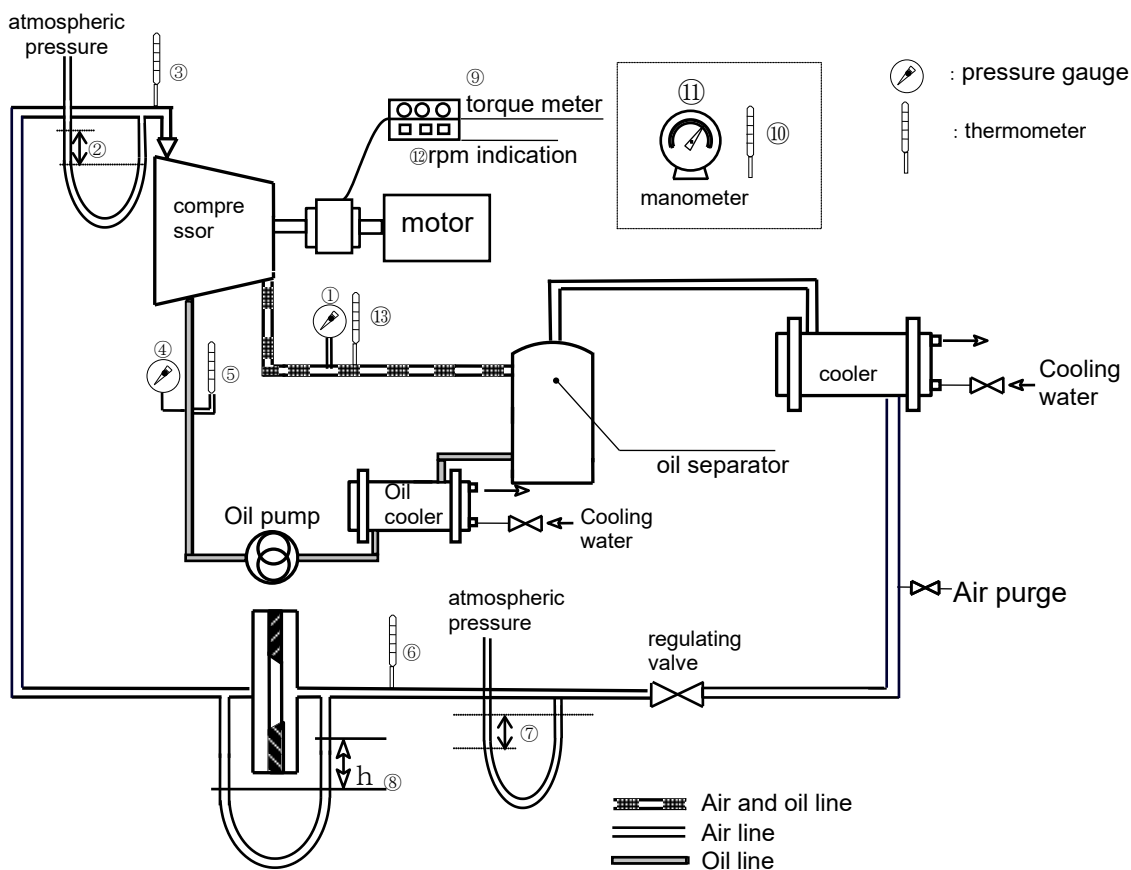 atmospheric
pressure
③
②
⑨
torque meter
⑫rpm indication
⑪
⑩
manometer
: pressure gauge
: thermometer
compre
ssor
motor
①
⑬
④
⑤
cooler
Cooling
water
oil separator
Oil
cooler
Oil pump
Cooling
water
Air purge
atmospheric
pressure
⑥
regulating
valve
⑦
h ⑧
Air and oil line
Air line
Oil line